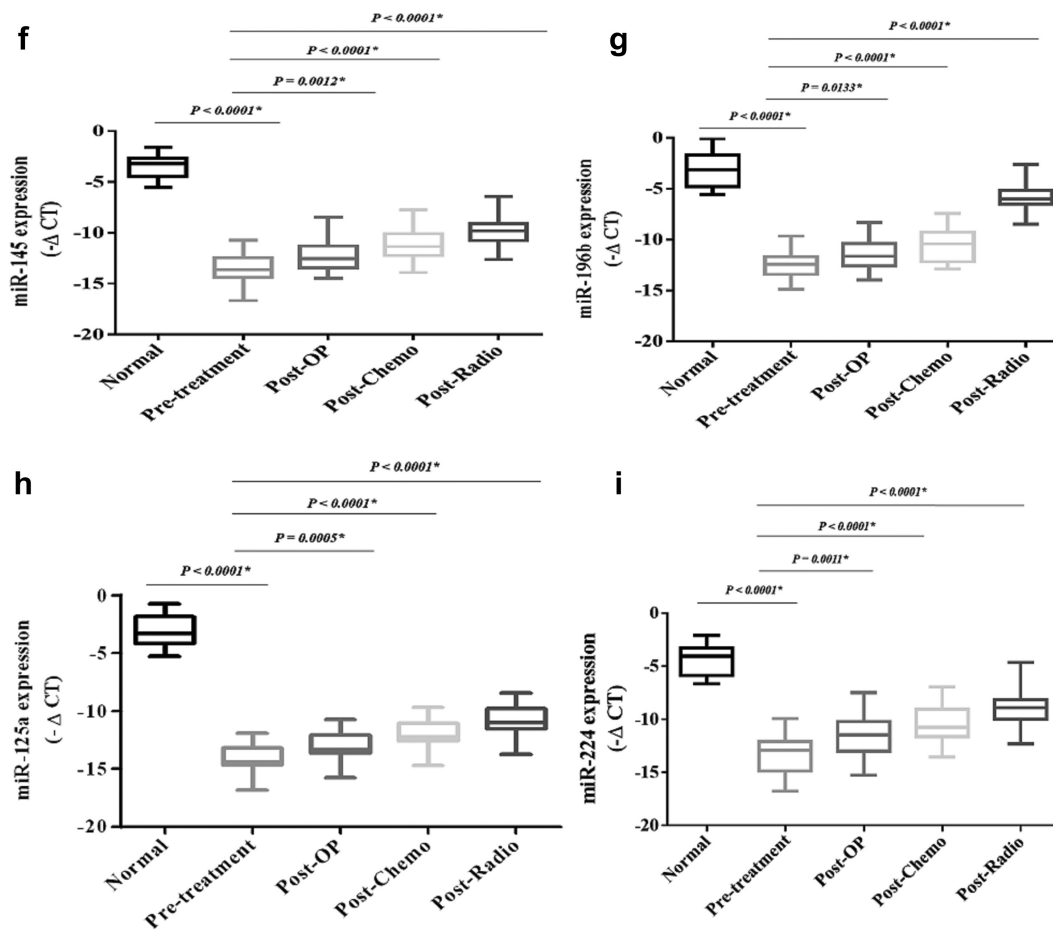 f
P < 0.0001*
P < 0.0001*
P = 0.0012*
P < 0.0001*
miR-145 expression
(-Δ CT)
0
-5
-10
-15
-20
Normal
Pre-treatment
Post-OP
Post-Chemo
Post-Radio
g
P < 0.0001*
P < 0.0001*
P = 0.0133*
P < 0.0001*
miR-196b expression
(-Δ CT)
0
-5
-10
-15
-20
Normal
Pre-treatment
Post-OP
Post-Chemo
Post-Radio
h
P < 0.0001*
P < 0.0001*
P = 0.0005*
P < 0.0001*
miR-125a expression
(- Δ CT)
0
-5
-10
-15
-20
Normal
Pre-treatment
Post-OP
Post-Chemo
Post-Radio
i
P < 0.0001*
P < 0.0001*
P = 0.0011*
P < 0.0001*
miR-224 expression
(-Δ CT)
0
-5
-10
-15
-20
Normal
Pre-treatment
Post-OP
Post-Chemo
Post-Radio